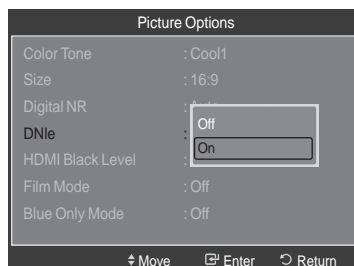 Picture Options
Color Tone : Cool1
Size : 16:9
Digital NR : Auto
DNIe :
Off
On
HDMI Black Level :
Film Mode : Off
Blue Only Mode : Off
Move Enter Return